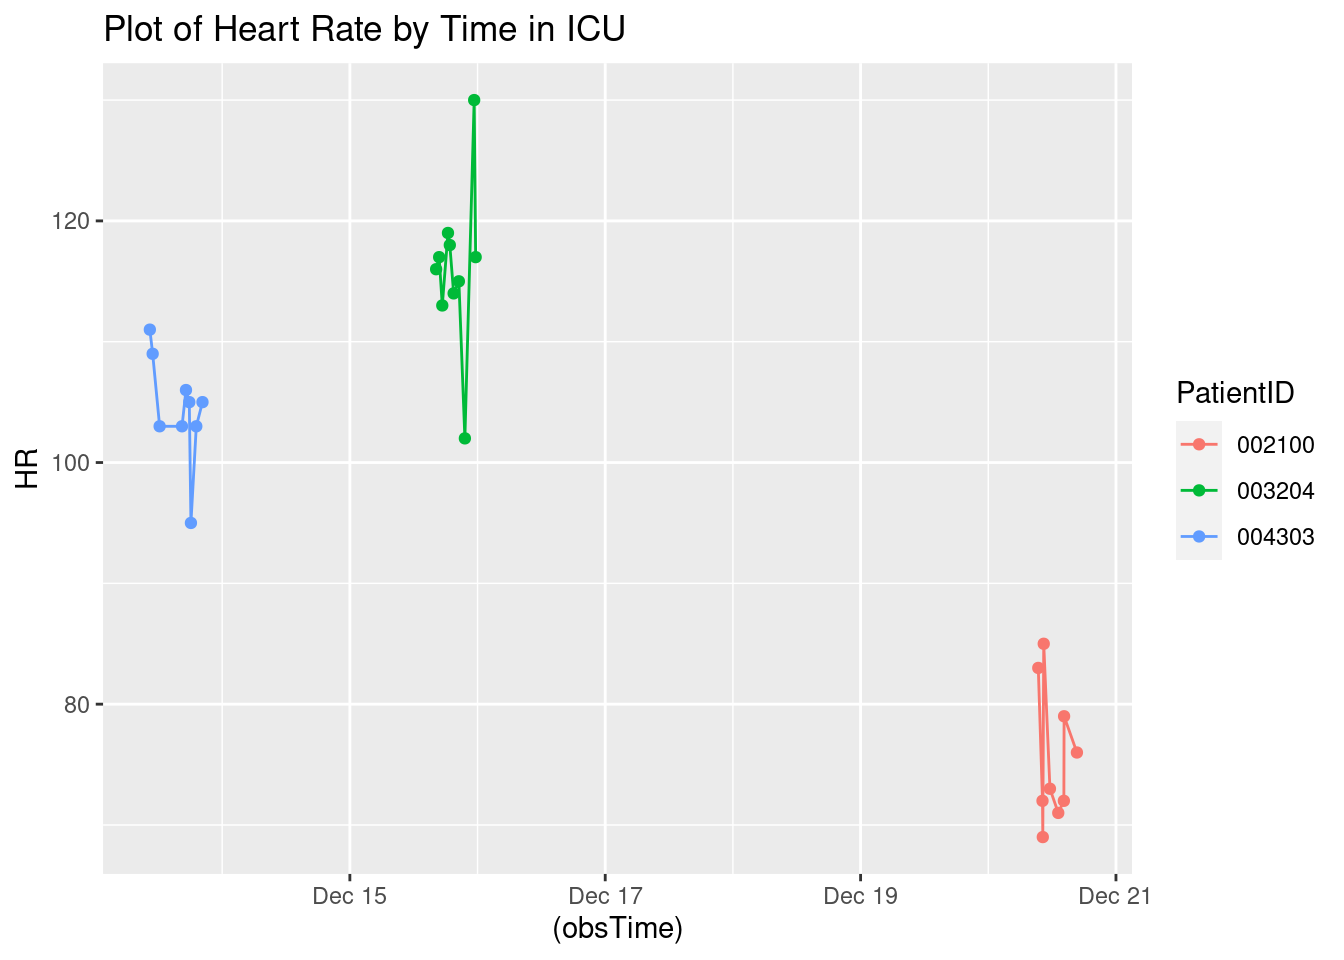 Plot of Heart Rate by Time in ICU
120
100
80
HR
Dec 15
Dec 17
Dec 19
Dec 21
(obsTime)
PatientID
002100
003204
004303